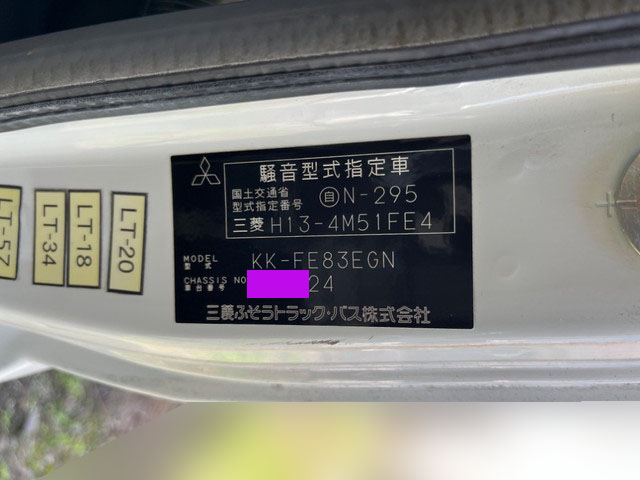 騒音型式指定車
国土交通省
型式指定番号
自N-295
三菱 H13-4M51FE4
MODEL
型式
KK-FE83EGN
CHASSIS NO
車台番号
24
三菱ふそうトラック・バス株式会社
LT-57
LT-34
LT-18
LT-20